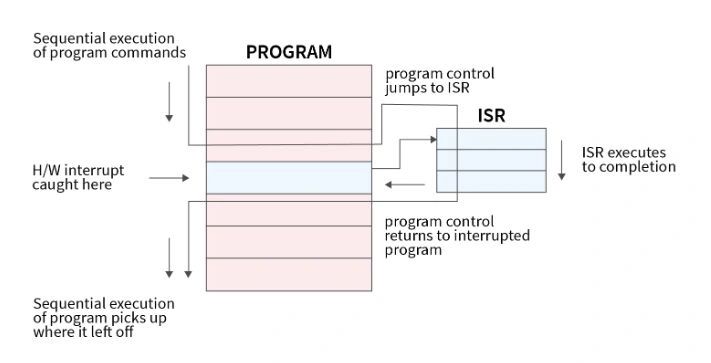 Sequential execution
of program commands
PROGRAM
program control
jumps to ISR
ISR
H/W interrupt
caught here
ISR executes
to completion
program control
returns to interrupted
program
Sequential execution
of program picks up
where it left off